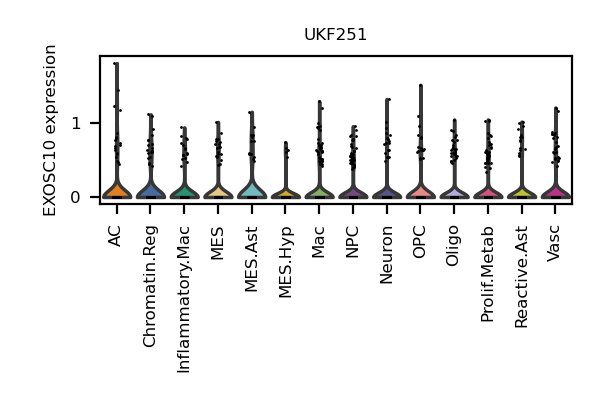 UKF251
EXOSC10 expression
1
0
AC
Chromatin.Reg
Inflammatory.Mac
MES
MES.Ast
MES.Hyp
Mac
NPC
Neuron
OPC
Oligo
Prolif.Metab
Reactive.Ast
Vasc